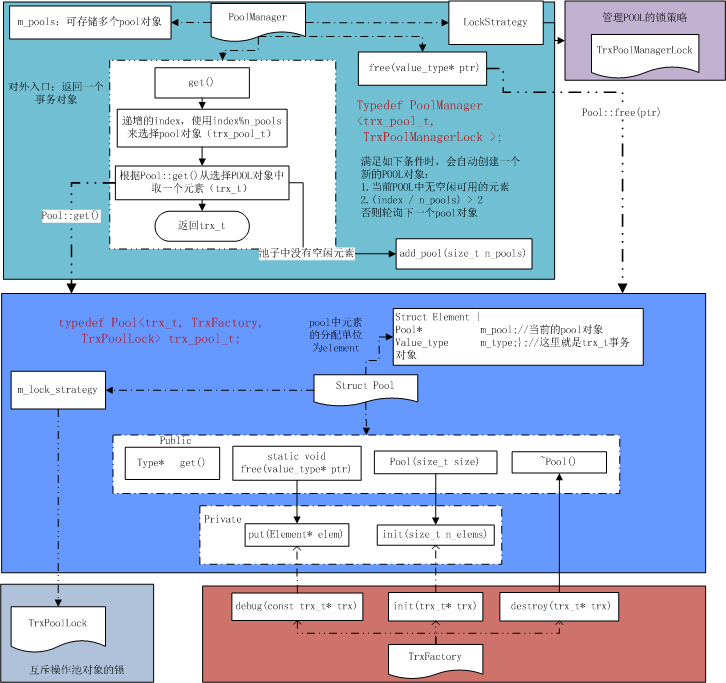 m_pools：可存储多个pool对象
PoolManager
LockStrategy
管理POOL的锁策略
TrxPoolManagerLock
对外入口：返回一个
事务对象
get()
free(value_type* ptr)
Pool::free(ptr)
递增的index，使用index%n_pools
来选择pool对象（trx_pool_t）
Typedef PoolManager
<trx_pool_t,
TrxPoolManagerLock >;
根据Pool::get()从选择POOL对象中
取一个元素（trx_t）
满足如下条件时，会自动创建一个
新的POOL对象：
1.当前POOL中无空闲可用的元素
2.(index / n_pools) > 2
否则轮询下一个pool对象
Pool::get()
返回trx_t
池子中没有空闲元素
add_pool(size_t n_pools)
typedef Pool<trx_t, TrxFactory,
TrxPoolLock> trx_pool_t;
pool中元素
的分配单位
为element
Struct Element {
Pool* m_pool;//当前的pool对象
Value_type m_type;};//这里就是trx_t事务
对象
m_lock_strategy
Struct Pool
Public
Type* get()
static void
free(value_type* ptr)
Pool(size_t size)
~Pool()
Private
put(Element* elem)
init(size_t n_elems)
TrxPoolLock
互斥操作池对象的锁
debug(const trx_t* trx)
init(trx_t* trx)
destroy(trx_t* trx)
TrxFactory